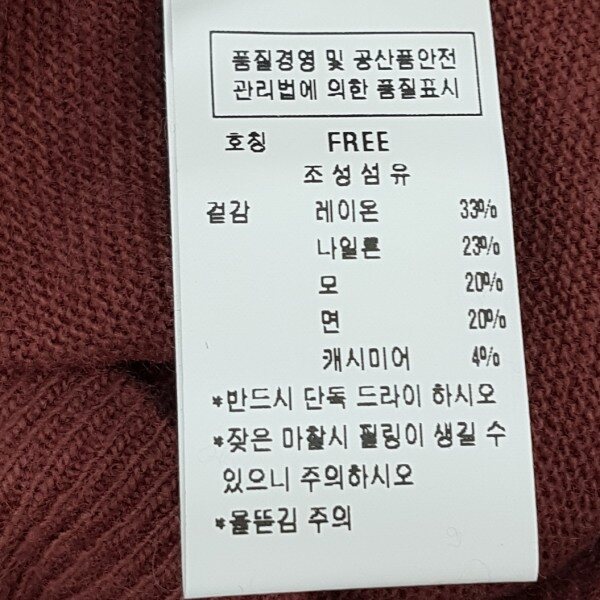 품질경영 및 공산품안전
관리법에 의한 품질표시
호칭 FREE
조성섬유
겉감 레이온 33%
나일론 23%
모 20%
면 20%
캐시미어 4%
*반드시 단독 드라이 하시오
*잦은 마찰시 필링이 생길 수
있으니 주의하시오
*올뜯김 주의